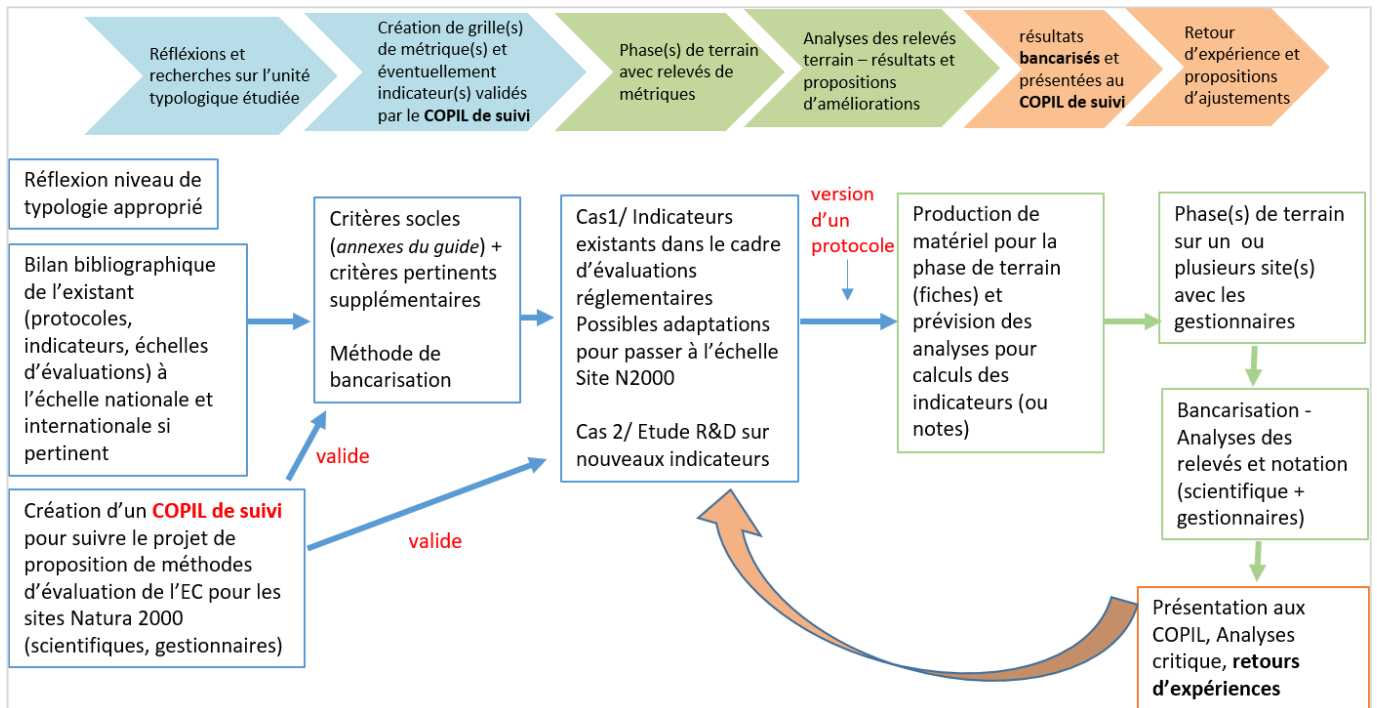 Réfléxions et
recherches sur l’unité
typologique étudiée
Création de grille(s)
de métrique(s) et
éventuellement
indicateur(s) validés
par le COPIL de suivi
Phase(s) de terrain
avec relevés de
métriques
Analyses des relevés
terrain – résultats et
propositions
d’améliorations
résultats
bancarisés et
présentées au
COPIL de suivi
Retour
d’expérience et
propositions
d’ajustements
Réflexion niveau de
typologie approprié
Bilan bibliographique
de l’existant
(protocoles,
indicateurs, échelles
d’évaluations) à
l’échelle nationale et
internationale si
pertinent
Création d’un COPIL de suivi
pour suivre le projet de
proposition de méthodes
d’évaluation de l’EC pour les
sites Natura 2000
(scientifiques, gestionnaires)
valide
valide
Critères socles
(annexes du guide) +
critères pertinents
supplémentaires
Méthode de
bancarisation
Cas1/ Indicateurs
existants dans le cadre
d’évaluations
réglementaires
Possibles adaptations
pour passer à l’échelle
Site N2000
Cas 2/ Etude R&D sur
nouveaux indicateurs
version
d’un
protocole
Production de
matériel pour la
phase de terrain
(fiches) et
prévision des
analyses pour
calculs des
indicateurs (ou
notes)
Phase(s) de terrain
sur un ou
plusieurs site(s)
avec les
gestionnaires
Bancarisation -
Analyses des
relevés et notation
(scientifique +
gestionnaires)
Présentation aux
COPIL, Analyses
critique, retours
d’expériences